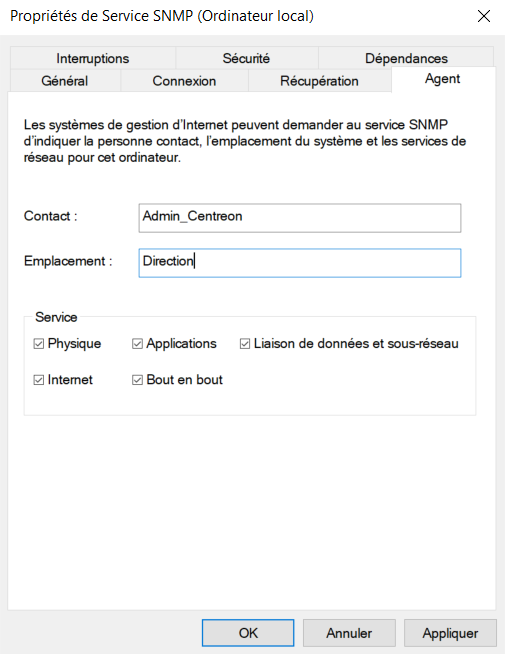 Propriétés de Service SNMP (Ordinateur local)
Interruptions
Sécurité
Dépendances
Général
Connexion
Récupération
Agent
Les systèmes de gestion d'Internet peuvent demander au service SNMP
d'indiquer la personne contact, l'emplacement du système et les services de
réseau pour cet ordinateur.
Contact :
Admin_Centreon
Emplacement :
Direction
Service
Physique
Applications
Liaison de données et sous-réseau
Internet
Bout en bout
OK
Annuler
Appliquer